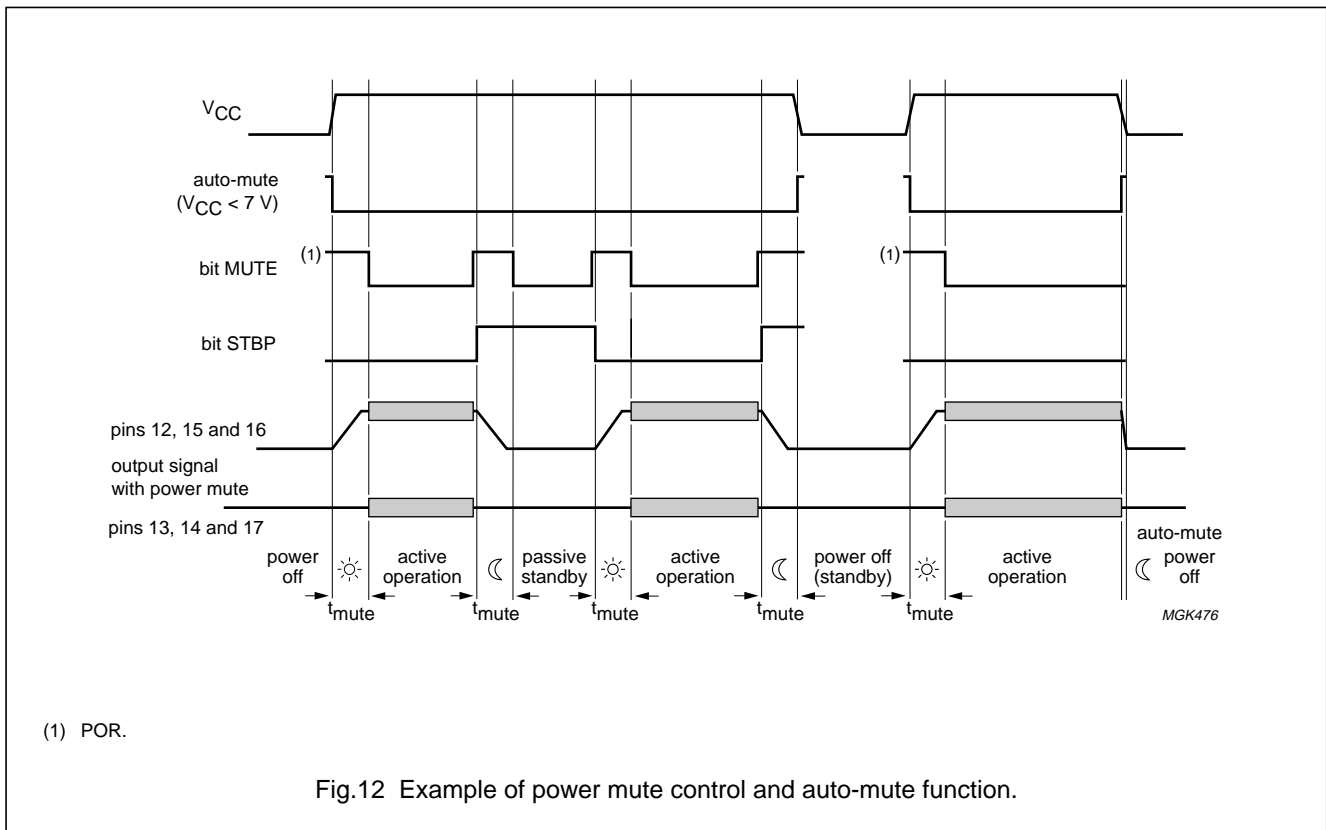 VCC
auto-mute
(VCC < 7 V)
(1)
bit MUTE
(1)
bit STBP
pins 12, 15 and 16
output signal
with power mute
pins 13, 14 and 17
power
off
active
operation
passive
standby
active
operation
power off
(standby)
active
operation
auto-mute
power
off
tmute
tmute
tmute
tmute
tmute
MGK476
(1) POR.
Fig.12 Example of power mute control and auto-mute function.